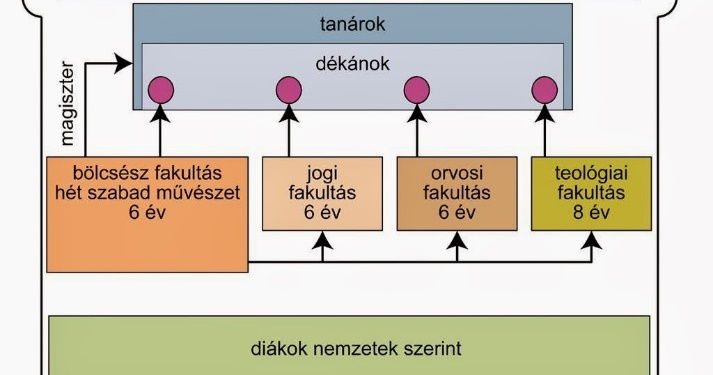 tanárok
dékánok
magiszter
bölcsész fakultás
hét szabad művészet
6 év
jogi
fakultás
6 év
orvosi
fakultás
6 év
teológiai
fakultás
8 év
diákok nemzetek szerint